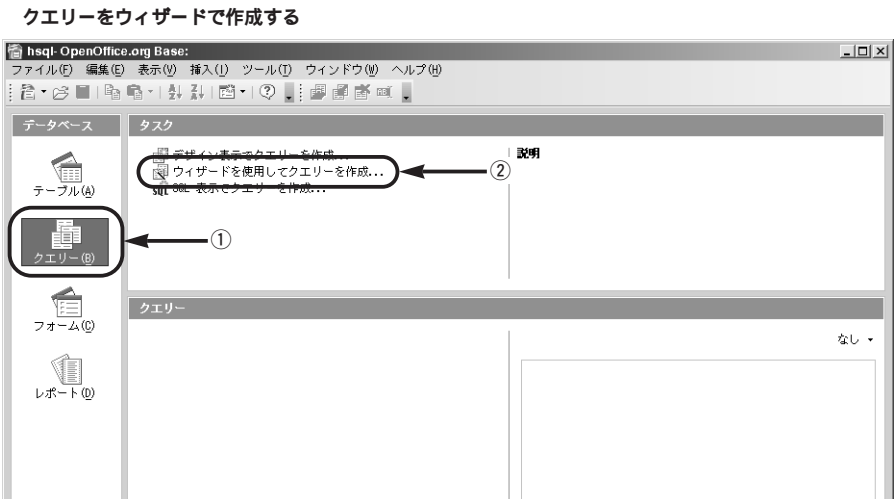 クエリーをウィザードで作成する
hsql- OpenOffice.org Base:
ファイル(F) 編集(E) 表示(V) 挿入(I) ツール(T) ウィンドウ(W) ヘルプ(H)
データベース
タスク
デザイン表示でクエリーを作成...
ウィザードを使用してクエリーを作成...
SQL 表示でクエリーを作成...
説明
②
テーブル(A)
①
クエリー(B)
クエリー
フォーム(C)
なし
レポート(D)